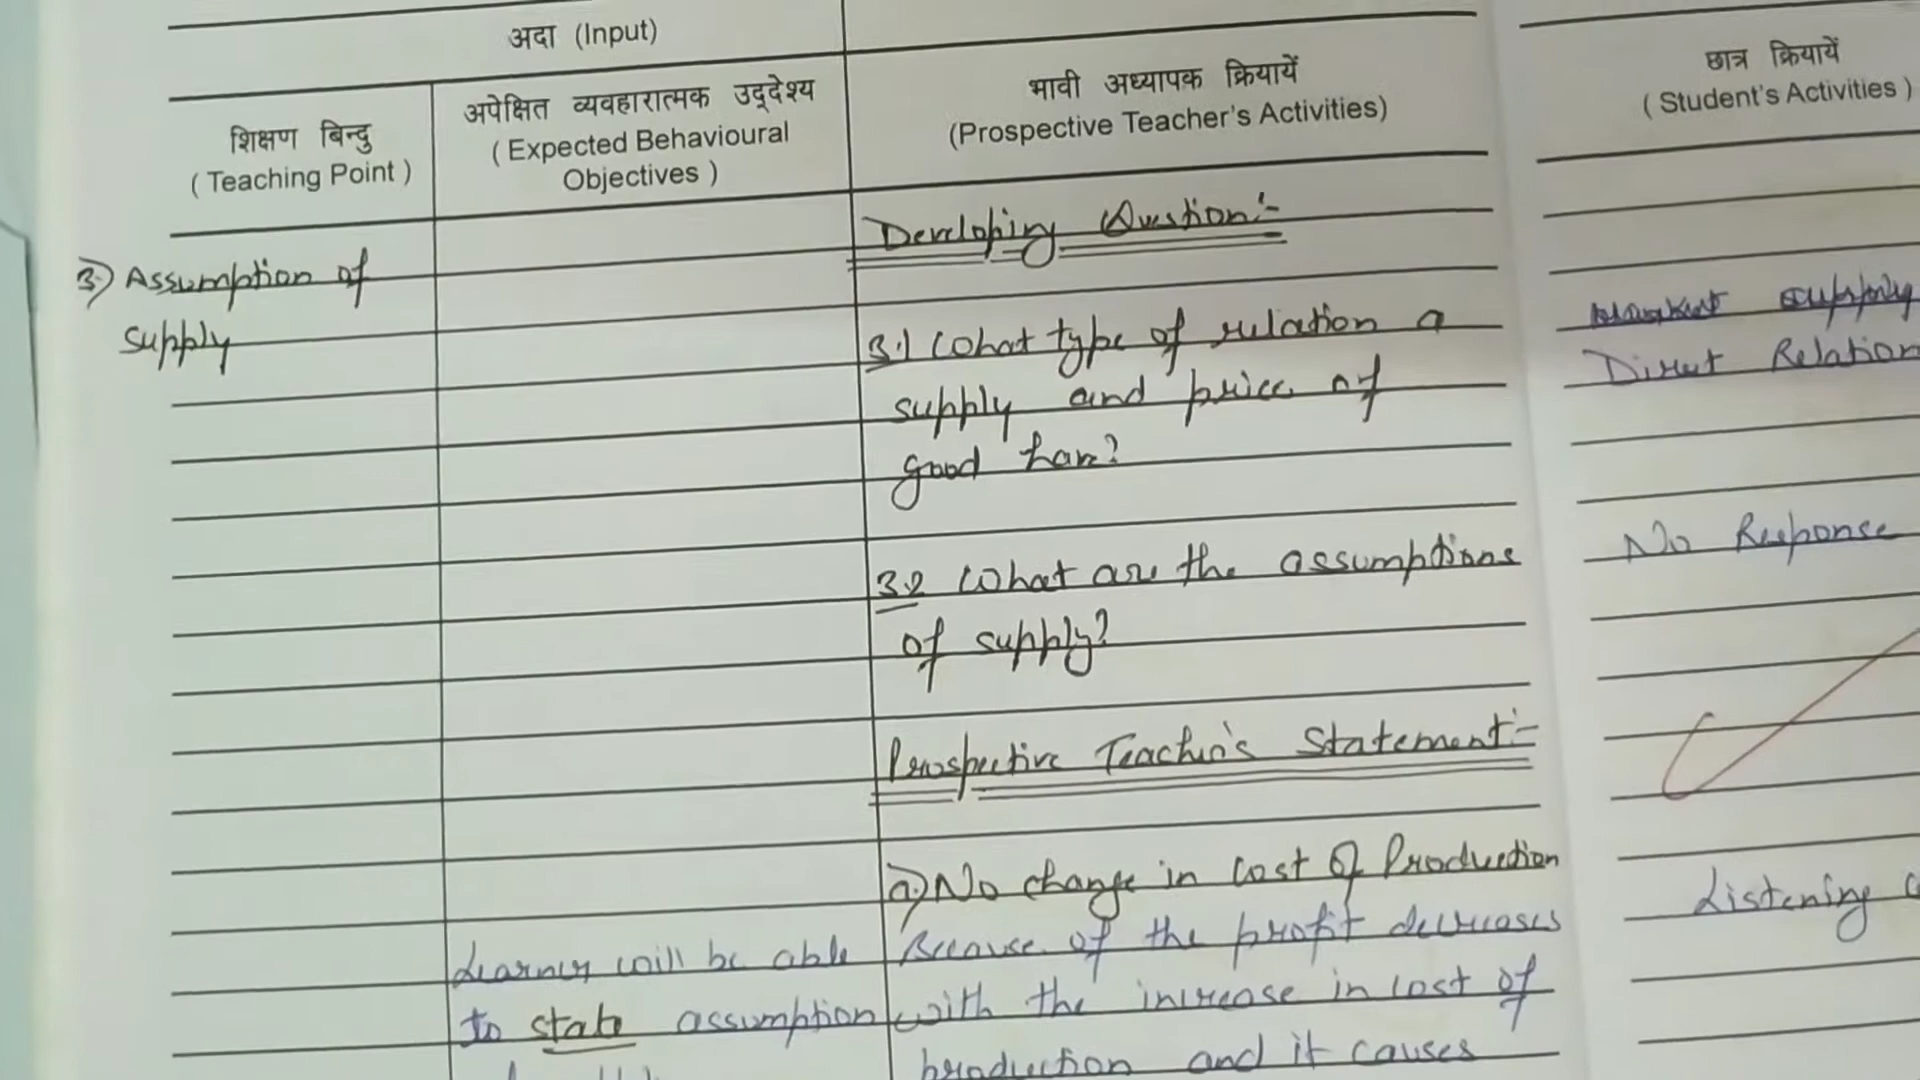 अदा (Input)
शिक्षण बिन्दु
( Teaching Point )
अपेक्षित व्यवहारात्मक उद्देश्य
( Expected Behavioural
Objectives )
भावी अध्यापक क्रियायें
(Prospective Teacher's Activities)
छात्र क्रियायें
( Student's Activities )
3) Assumption of
supply
Developing Question:-
3.1 What type of relation a
supply and price of
good have?
supply
Direct Relation
3.2 What are the assumptions
of supply?
No Response
Prospective Teacher's Statement:-
a) No change in Cost Of Production
Because of the profit decreases
with the increase in cost of
production and it causes
Listening
Learner will be able
to state assumption